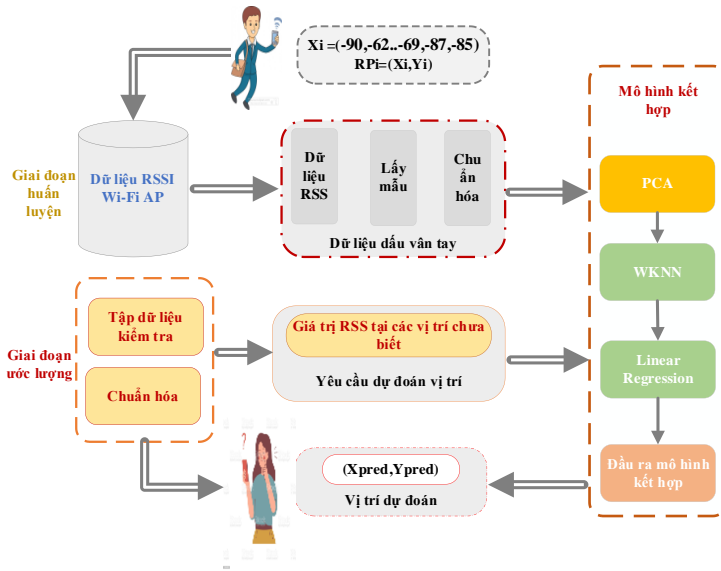 Xi =(-90,-62..-69,-87,-85)
RPi=(Xi,Yi)
Mô hình kết
hợp
Giai đoạn
huấn
luyện
Dữ liệu RSSI
Wi-Fi AP
Dữ
liệu
RSS
Lấy
mẫu
Chu
ẩn
hóa
Dữ liệu dấu vân tay
PCA
WKNN
Linear
Regression
Đầu ra mô hình
kết hợp
Giai đoạn
ước lượng
Tập dữ liệu
kiểm tra
Chuẩn hóa
Giá trị RSS tại các vị trí chưa
biết
Yêu cầu dự đoán vị trí
(Xpred,Ypred)
Vị trí dự đoán